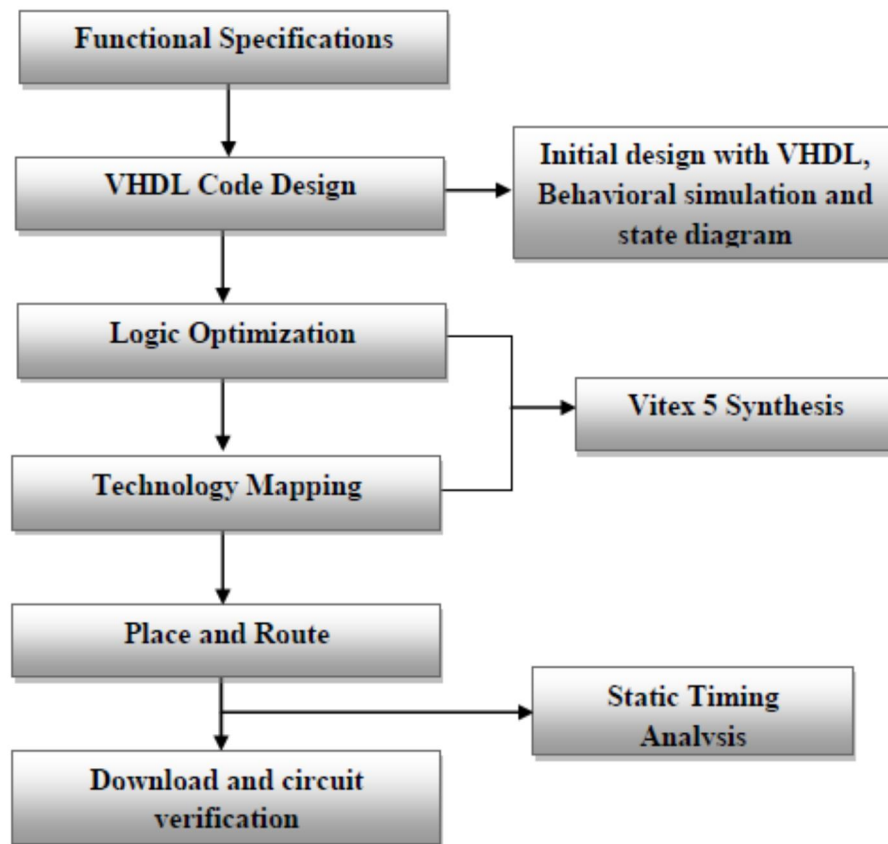 Functional Specifications
VHDL Code Design
Initial design with VHDL,
Behavioral simulation and
state diagram
Logic Optimization
Vitex 5 Synthesis
Technology Mapping
Place and Route
Static Timing
Analysis
Download and circuit
verification